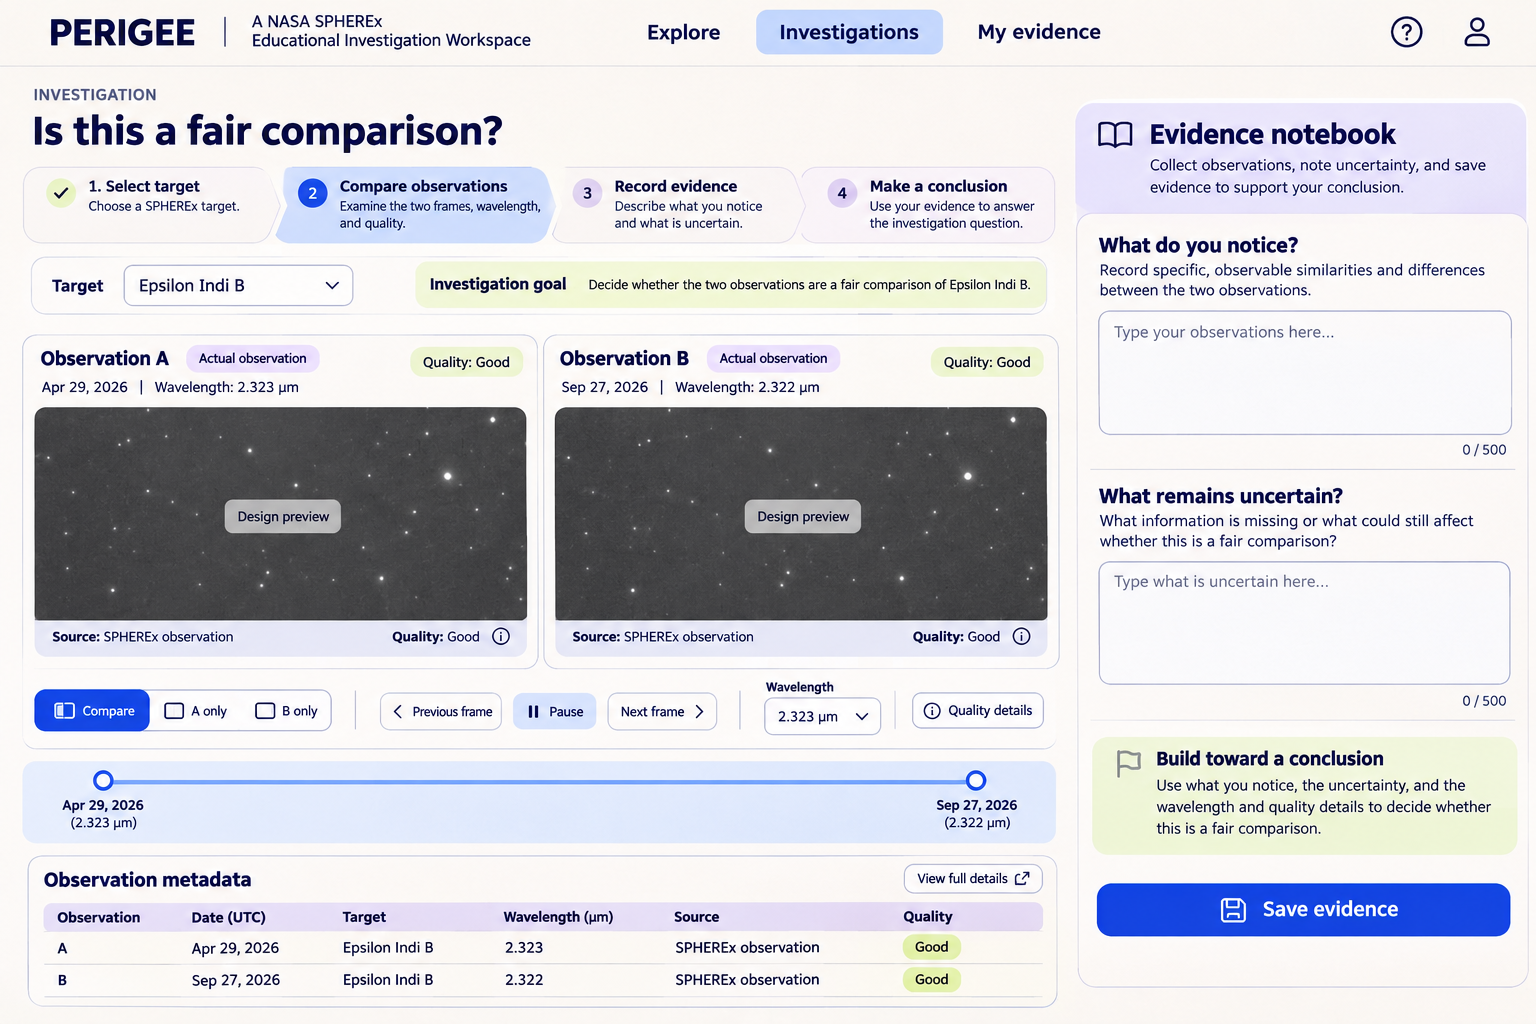 PERIGEE
A NASA SPHEREx
Educational Investigation Workspace
Explore
Investigations
My evidence
?
INVESTIGATION
Is this a fair comparison?
1. Select target
Choose a SPHEREx target.
2
Compare observations
Examine the two frames, wavelength,
and quality.
3
Record evidence
Describe what you notice
and what is uncertain.
4
Make a conclusion
Use your evidence to answer
the investigation question.
Target
Epsilon Indi B
Investigation goal
Decide whether the two observations are a fair comparison of Epsilon Indi B.
Observation A
Actual observation
Quality: Good
Apr 29, 2026 | Wavelength: 2.323 µm
Design preview
Source: SPHEREx observation
Quality: Good
Observation B
Actual observation
Quality: Good
Sep 27, 2026 | Wavelength: 2.322 µm
Design preview
Source: SPHEREx observation
Quality: Good
Compare
A only
B only
Previous frame
Pause
Next frame
Wavelength
2.323 µm
Quality details
Apr 29, 2026
(2.323 µm)
Sep 27, 2026
(2.322 µm)
Observation metadata
View full details
Observation Date (UTC) Target Wavelength (µm) Source Quality
A Apr 29, 2026 Epsilon Indi B 2.323 SPHEREx observation Good
B Sep 27, 2026 Epsilon Indi B 2.322 SPHEREx observation Good
Evidence notebook
Collect observations, note uncertainty, and save
evidence to support your conclusion.
What do you notice?
Record specific, observable similarities and differences
between the two observations.
Type your observations here...
0 / 500
What remains uncertain?
What information is missing or what could still affect
whether this is a fair comparison?
Type what is uncertain here...
0 / 500
Build toward a conclusion
Use what you notice, the uncertainty, and the
wavelength and quality details to decide whether
this is a fair comparison.
Save evidence